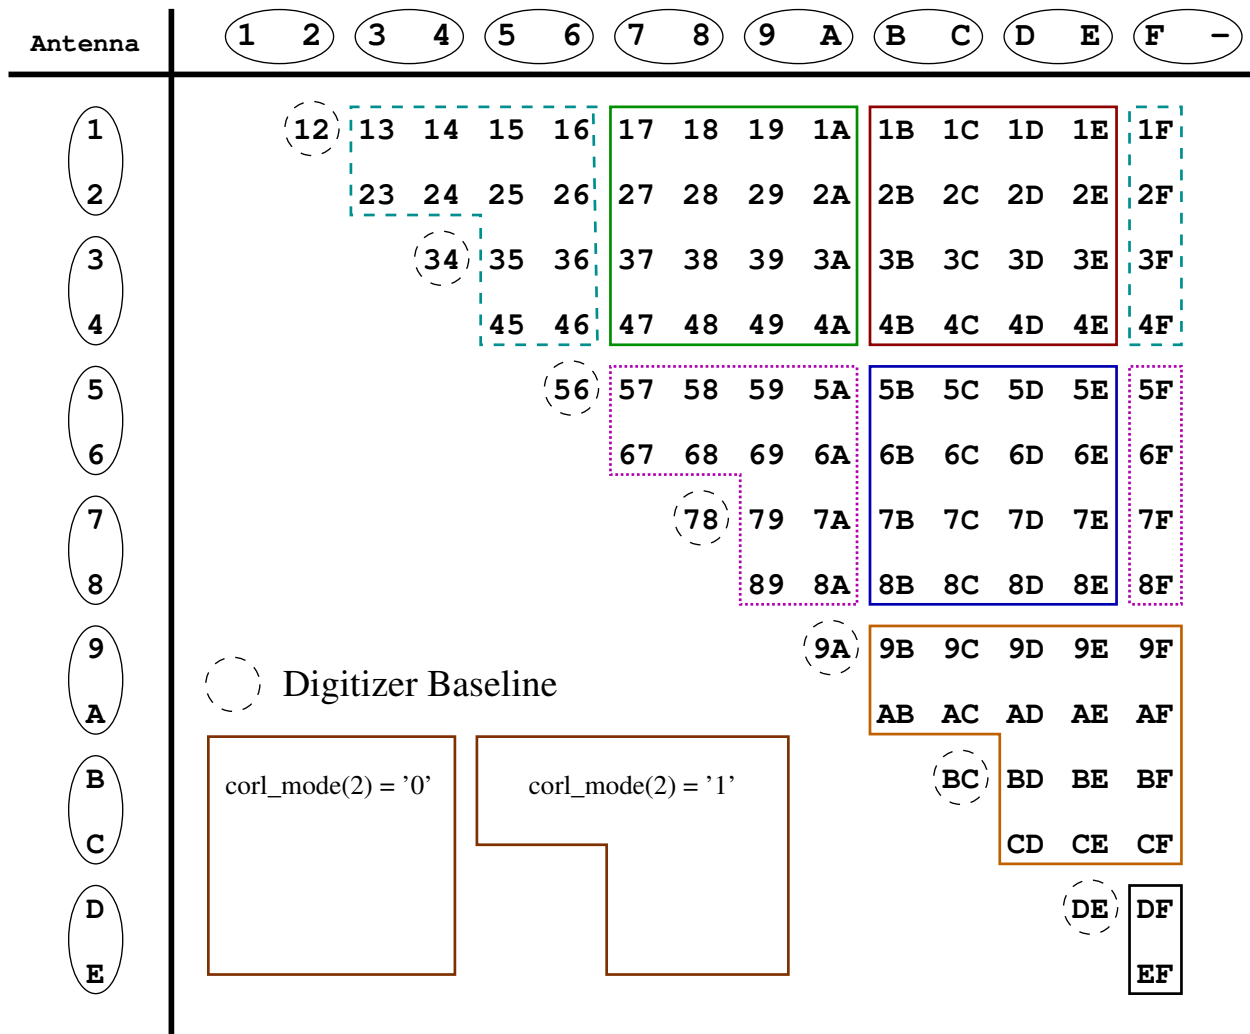 Antenna 1 2 3 4 5 6 7 8 9 A B C D E F –
1 12 13 14 15 16 17 18 19 1A 1B 1C 1D 1E 1F
2 23 24 25 26 27 28 29 2A 2B 2C 2D 2E 2F
3 34 35 36 37 38 39 3A 3B 3C 3D 3E 3F
4 45 46 47 48 49 4A 4B 4C 4D 4E 4F
5 56 57 58 59 5A 5B 5C 5D 5E 5F
6 67 68 69 6A 6B 6C 6D 6E 6F
7 78 79 7A 7B 7C 7D 7E 7F
8 89 8A 8B 8C 8D 8E 8F
9 9A 9B 9C 9D 9E 9F
Digitizer Baseline
A AB AC AD AE AF
B BC BD BE BF
corl_mode(2) = ’0’ corl_mode(2) = ’1’
C CD CE CF
D DE DF
E EF